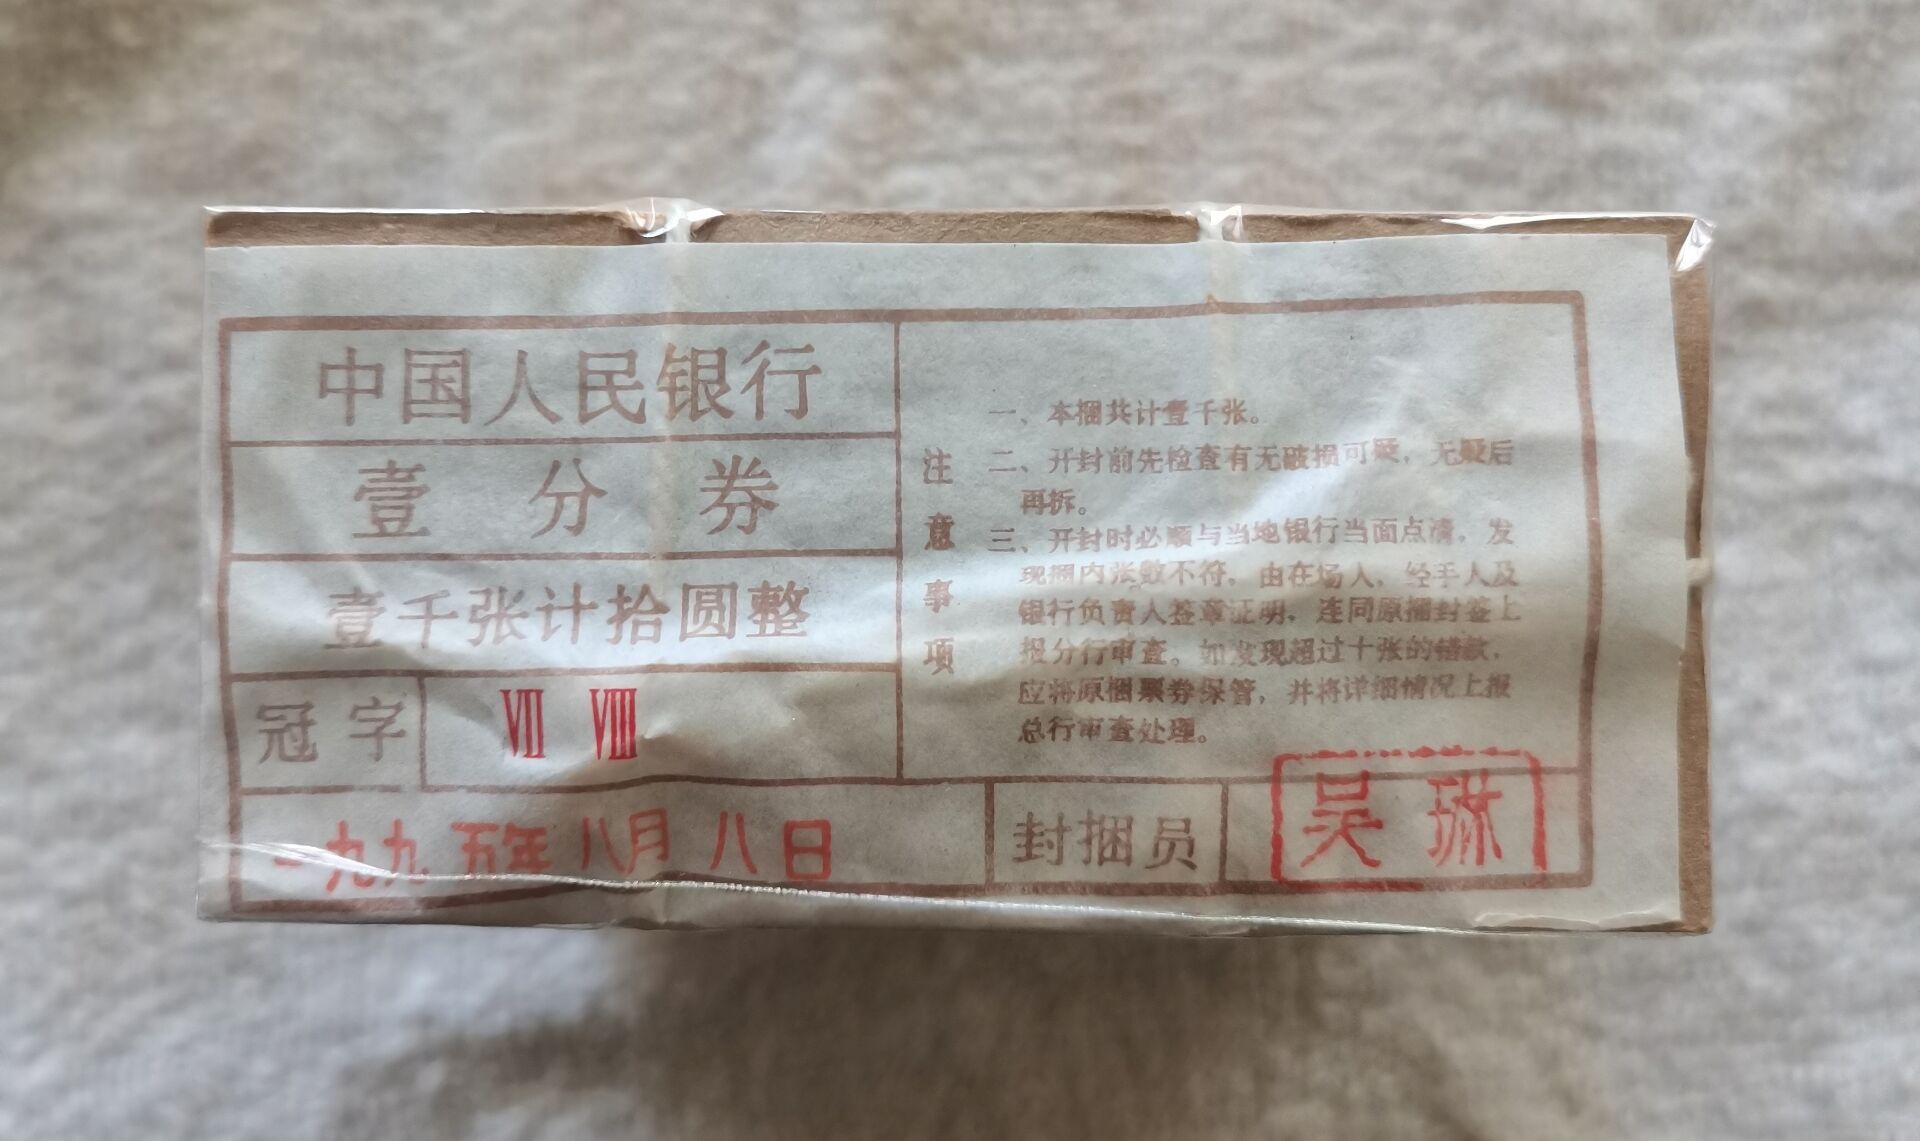 中国人民银行
壹分券
壹千张计拾圆整
冠字 Ⅶ Ⅷ
一九九五年八月八日
注意事项
一、本捆共计壹千张。
二、开封前先检查有无破损可疑，无疑后
再拆。
三、开封时必顺与当地银行当面点清，发
现捆内张数不符，由在场人，经手人及
银行负责人签章证明，连同原捆封签上
报分行审查。如发现超过十张的错款，
应将原捆票券保管，并将详细情况上报
总行审查处理。
封捆员 吴琳